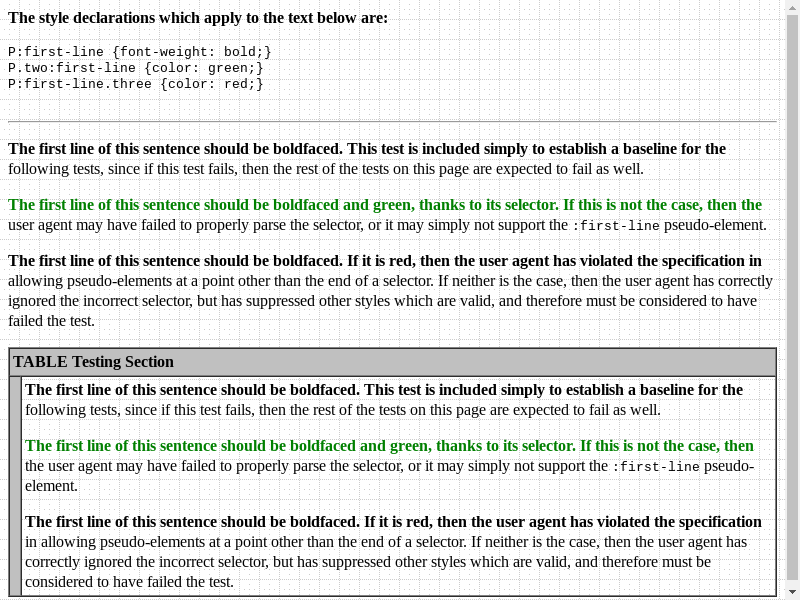 The style declarations which apply to the text below are:
P:first-line {font-weight: bold;}
P.two:first-line {color: green;}
P:first-line.three {color: red;}
The first line of this sentence should be boldfaced. This test is included simply to establish a baseline for the
following tests, since if this test fails, then the rest of the tests on this page are expected to fail as well.
The first line of this sentence should be boldfaced and green, thanks to its selector. If this is not the case, then the
user agent may have failed to properly parse the selector, or it may simply not support the :first-line pseudo-element.
The first line of this sentence should be boldfaced. If it is red, then the user agent has violated the specification in
allowing pseudo-elements at a point other than the end of a selector. If neither is the case, then the user agent has correctly
ignored the incorrect selector, but has suppressed other styles which are valid, and therefore must be considered to have
failed the test.
TABLE Testing Section
The first line of this sentence should be boldfaced. This test is included simply to establish a baseline for the
following tests, since if this test fails, then the rest of the tests on this page are expected to fail as well.
The first line of this sentence should be boldfaced and green, thanks to its selector. If this is not the case, then
the user agent may have failed to properly parse the selector, or it may simply not support the :first-line pseudo-
element.
The first line of this sentence should be boldfaced. If it is red, then the user agent has violated the specification
in allowing pseudo-elements at a point other than the end of a selector. If neither is the case, then the user agent has
correctly ignored the incorrect selector, but has suppressed other styles which are valid, and therefore must be
considered to have failed the test.